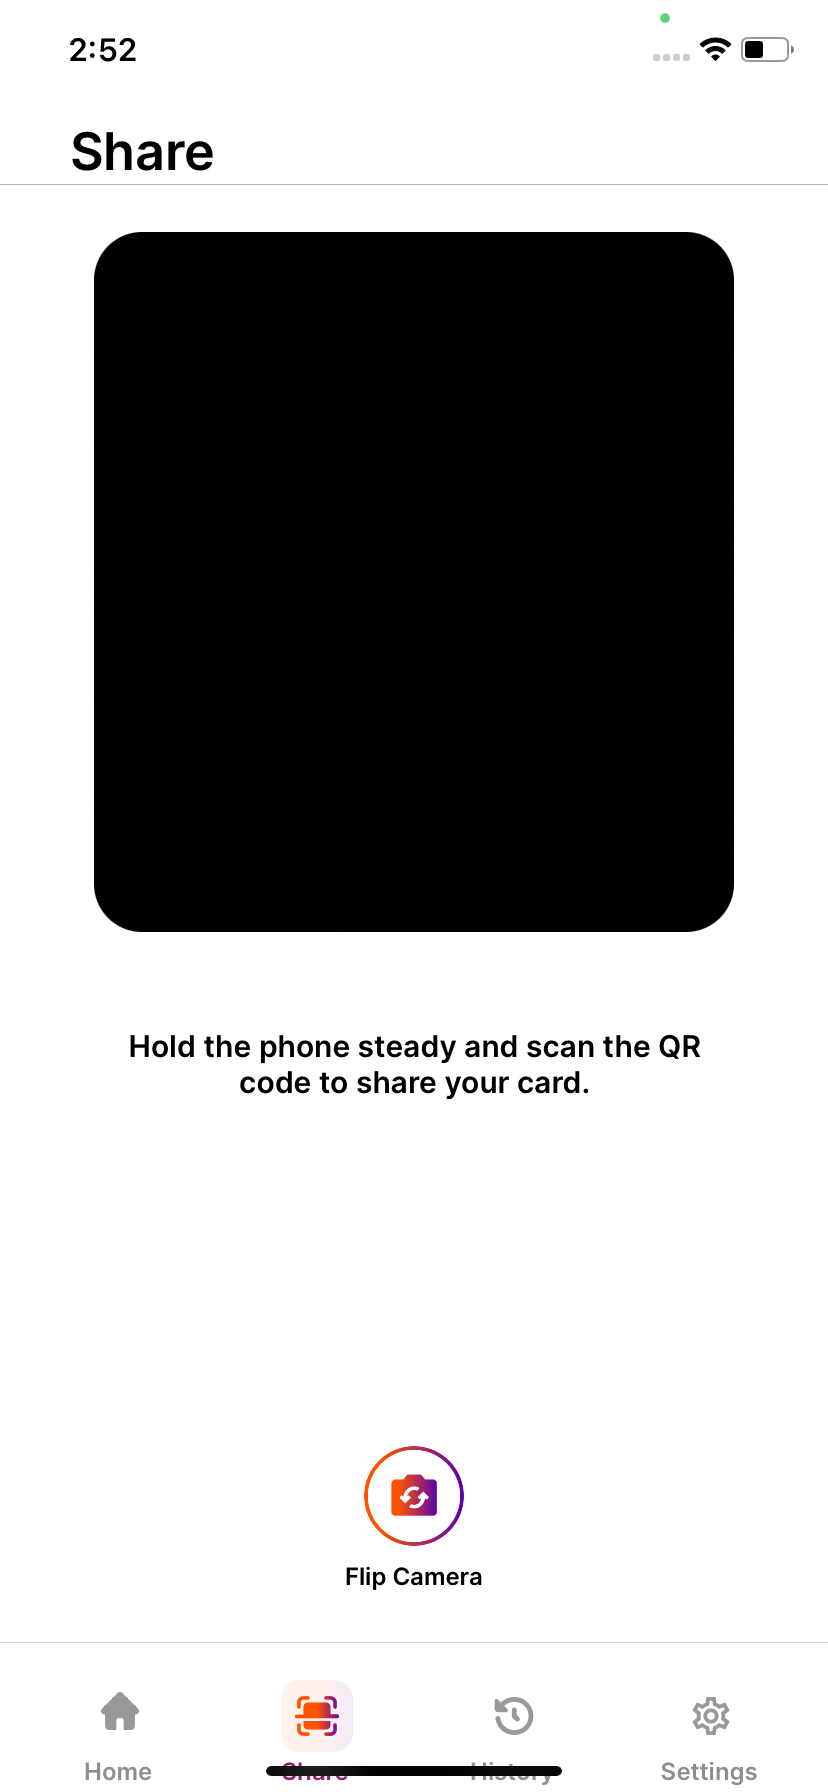 2:52
Share
Hold the phone steady and scan the QR
code to share your card.
Flip Camera
Home
Share
History
Settings